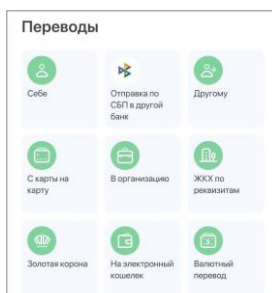 Переводы
Себе
Отправка по
СБП в другой
банк
Другому
С карты на
карту
В организацию
ЖКХ по
реквизитам
Золотая корона
На электронный
кошелек
Валютный
перевод